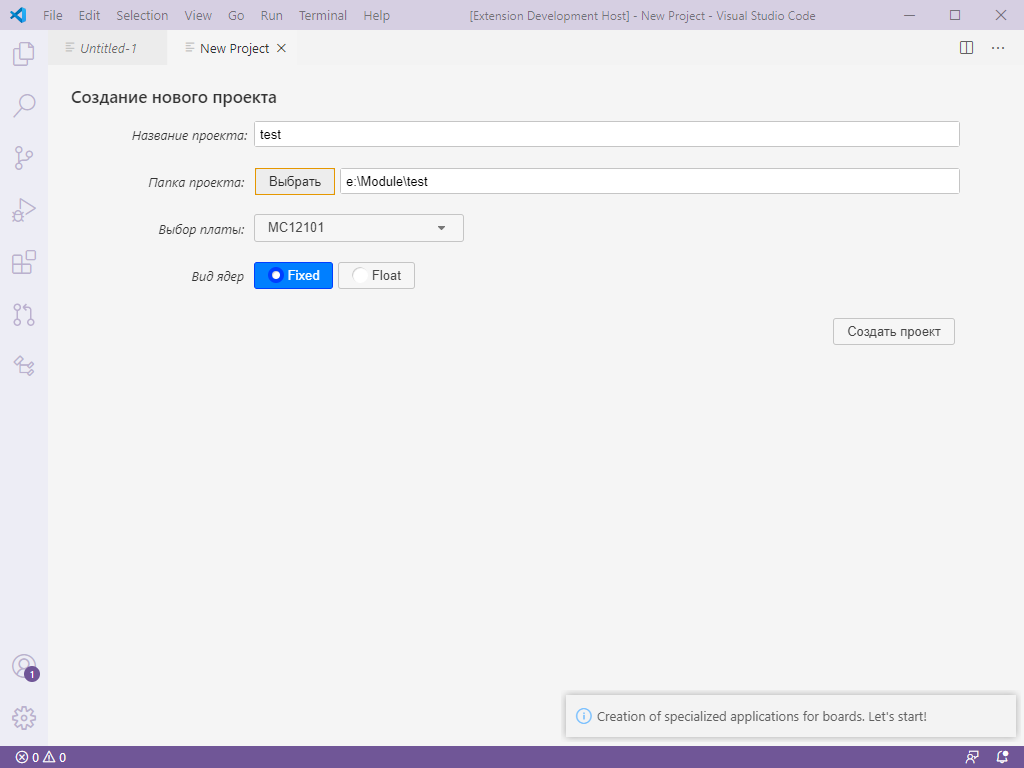 File Edit Selection View Go Run Terminal Help [Extension Development Host] - New Project - Visual Studio Code
Untitled-1 New Project
Создание нового проекта
Название проекта: test
Папка проекта: Выбрать e:\Module\test
Выбор платы: MC12101
Вид ядер Fixed Float
Создать проект
1
Creation of specialized applications for boards. Let's start!
0 0